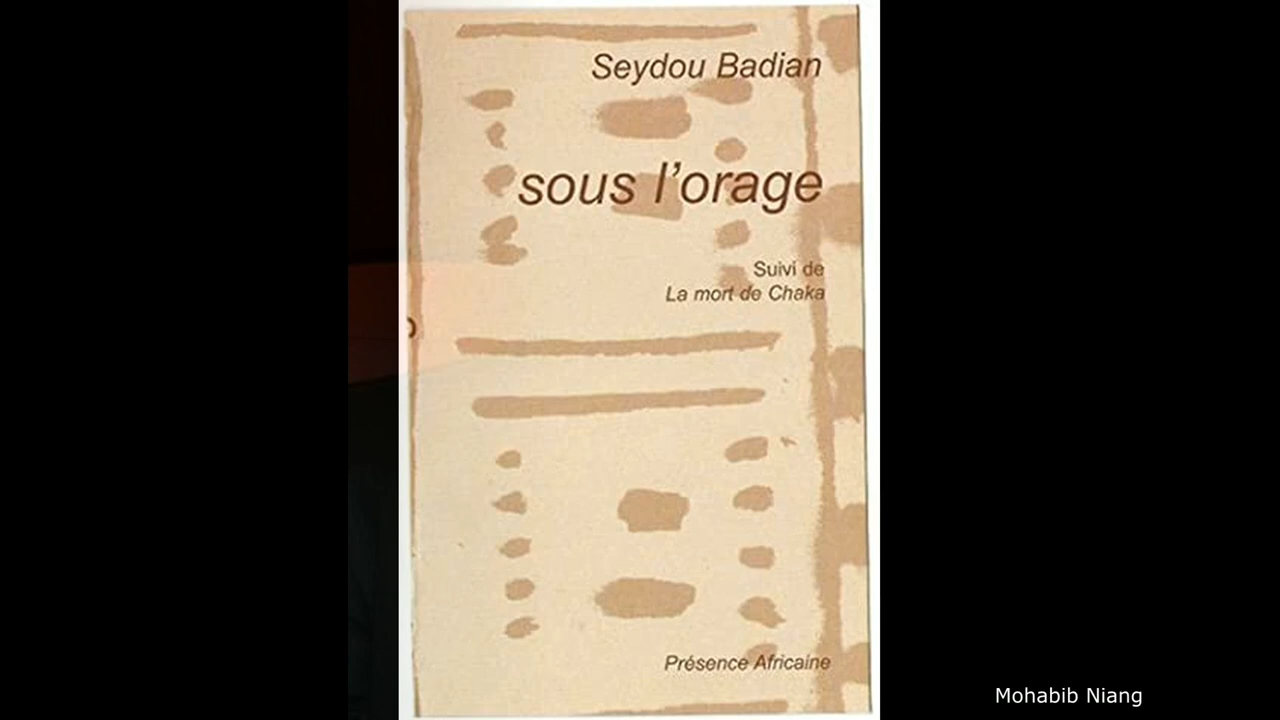 Seydou Badian
sous l'orage
Suivi de
La mort de Chaka
Présence Africaine
Mohabib Niang